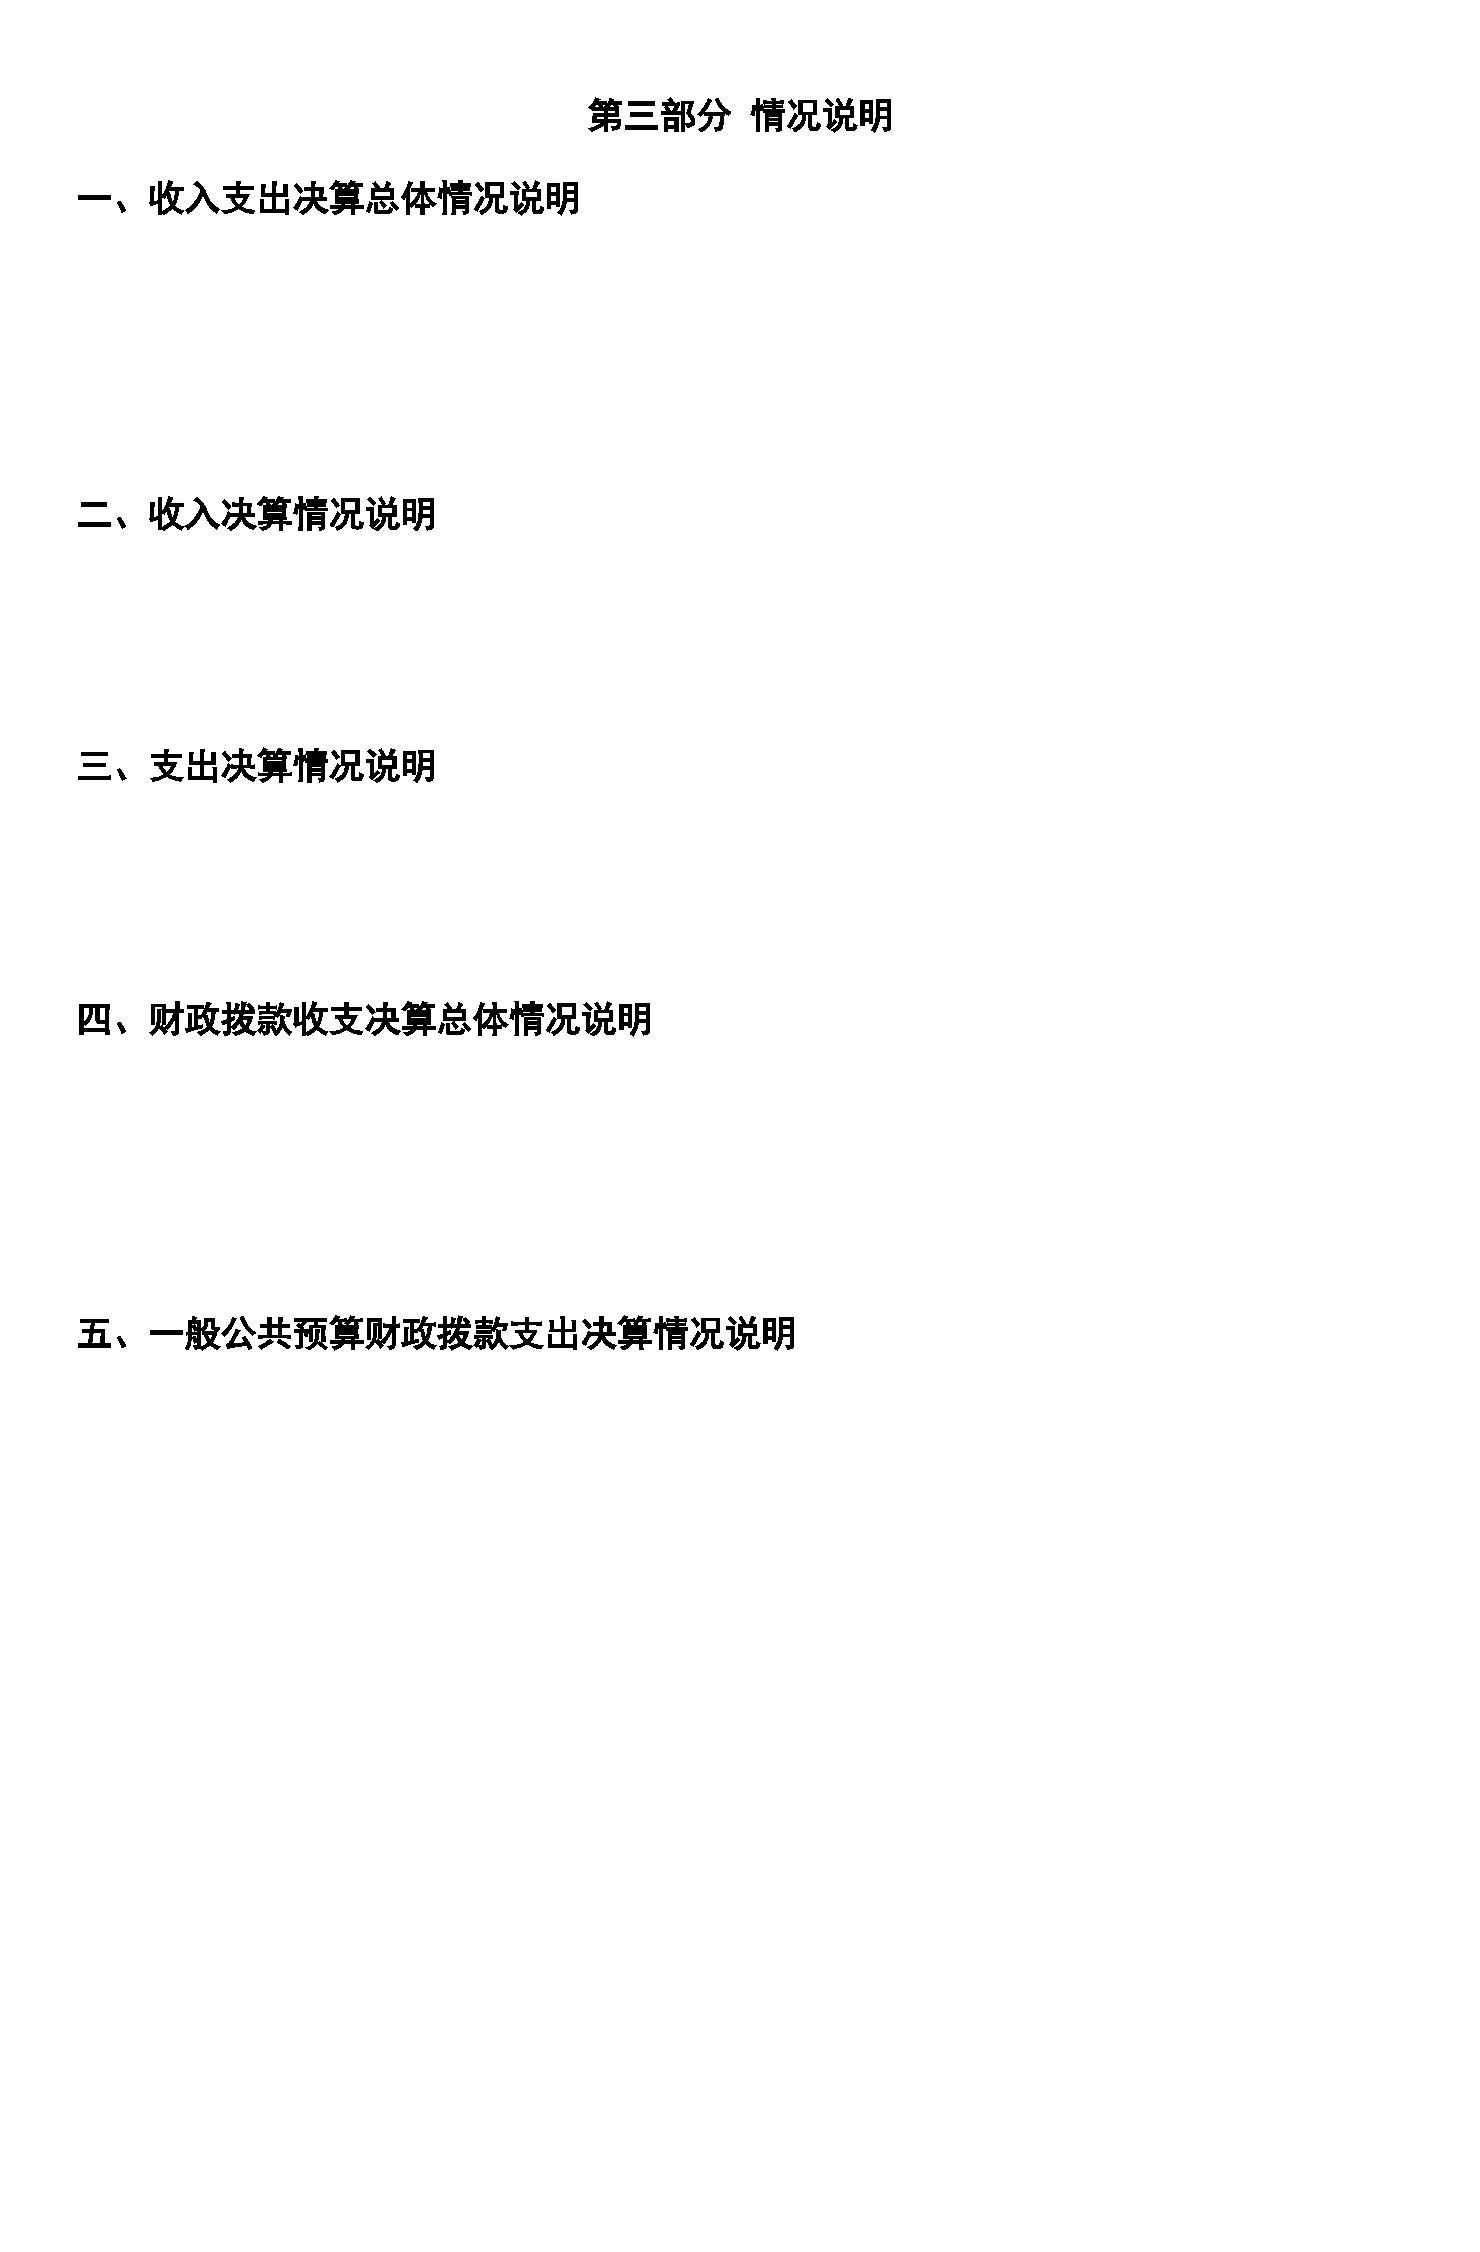 第三部分 情况说明
一、收入支出决算总体情况说明
二、收入决算情况说明
三、支出决算情况说明
四、财政拨款收支决算总体情况说明
五、一般公共预算财政拨款支出决算情况说明